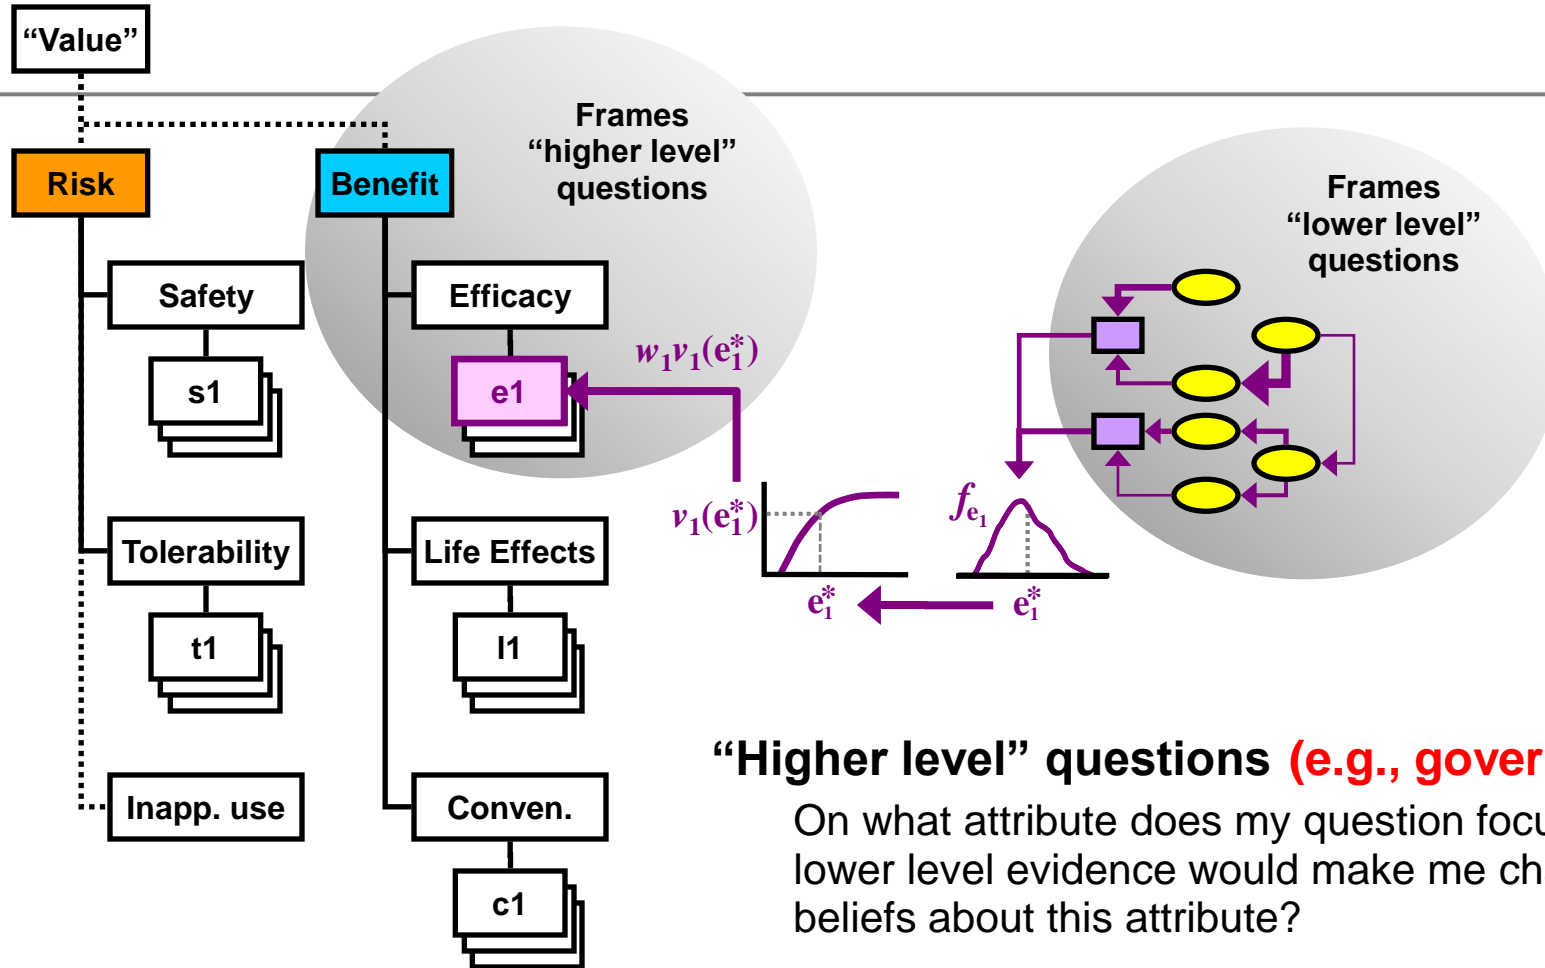 “Value”
Frames
“higher level”
questions
Risk
Benefit
Frames
“lower level”
questions
Safety
Efficacy
s1
e1
w₁v₁(e₁*)
v₁(e₁*)
f_e₁
e₁*
e₁*
Tolerability
Life Effects
t1
l1
Inapp. use
Conven.
c1
“Higher level” questions (e.g., gover
On what attribute does my question focu
lower level evidence would make me ch
beliefs about this attribute?